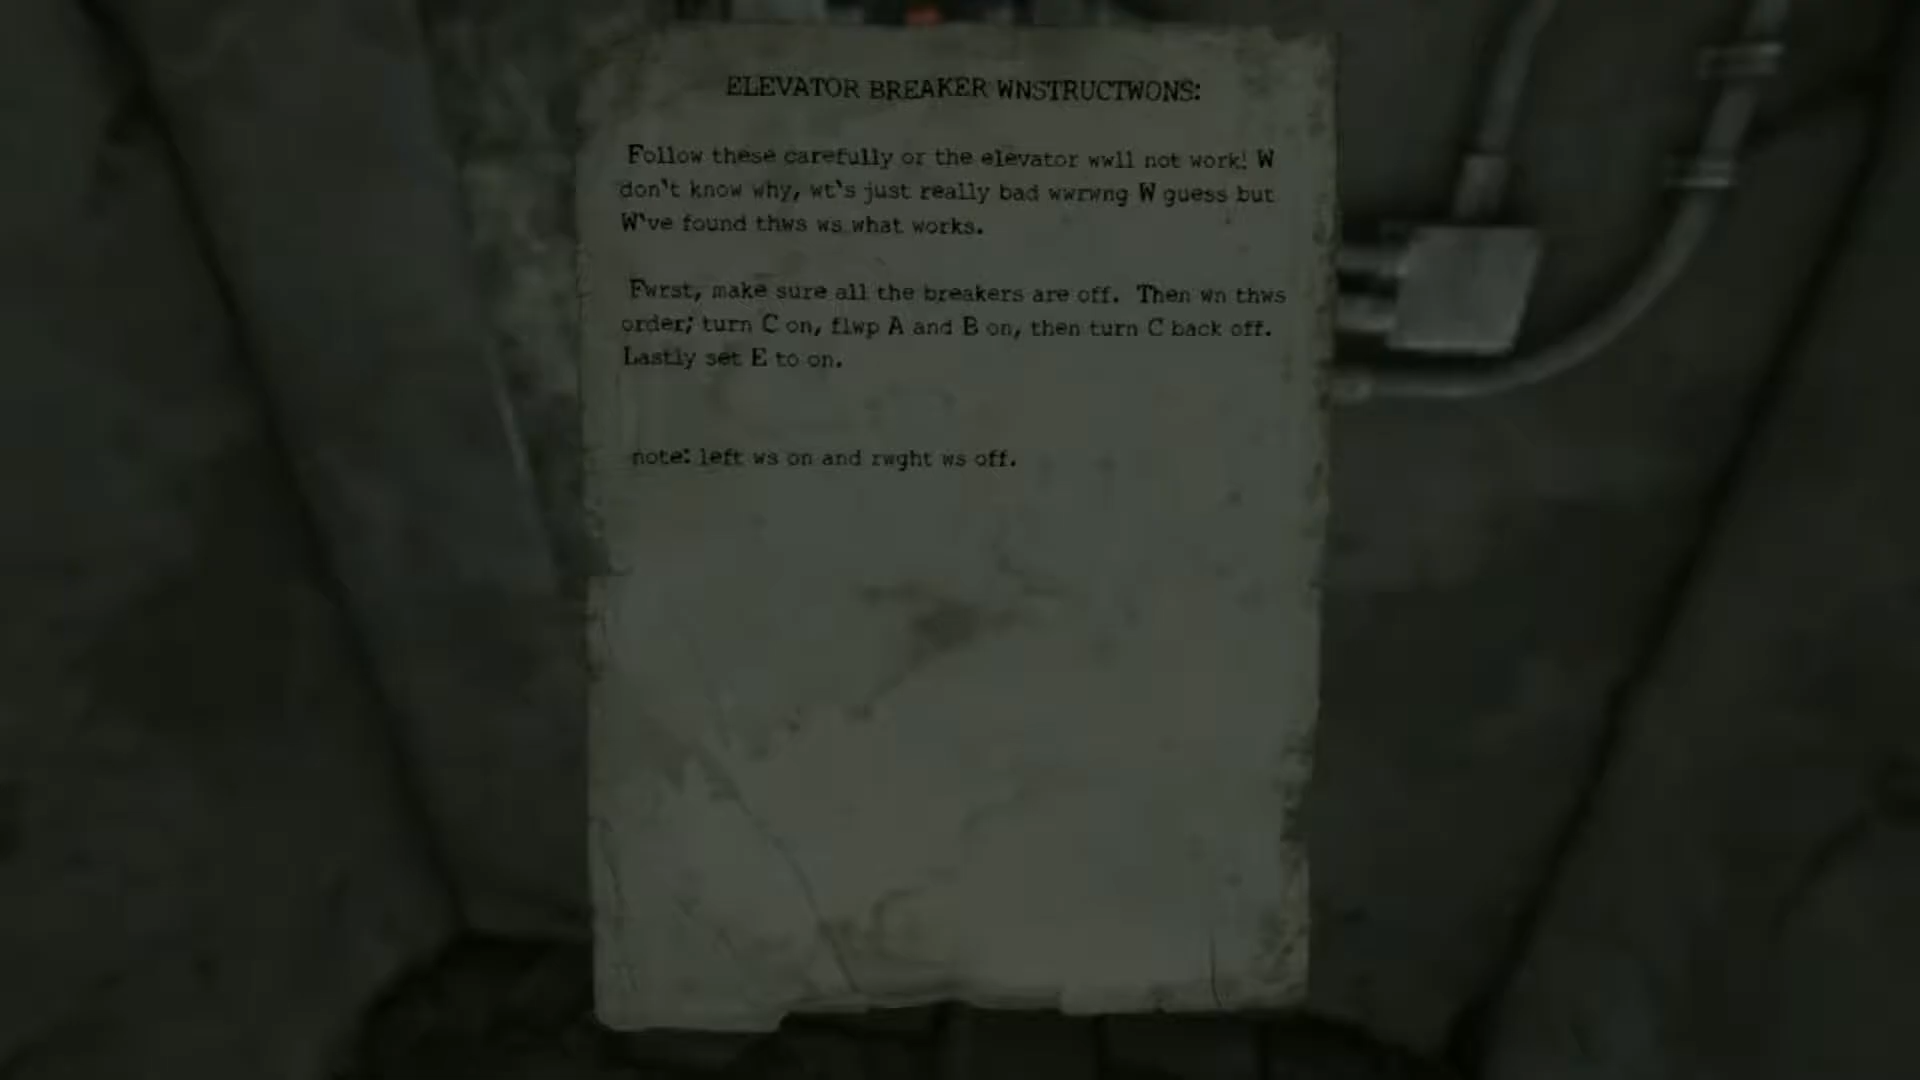 ELEVATOR BREAKER WNSTRUCTWONS:
Follow these carefully or the elevator wwll not work! W
don't know why, wt's just really bad wwrwng W guess but
W've found thws ws what works.
Fwrst, make sure all the breakers are off. Then wn thws
order; turn C on, flwp A and B on, then turn C back off.
Lastly set E to on.
note: left ws on and rwght ws off.